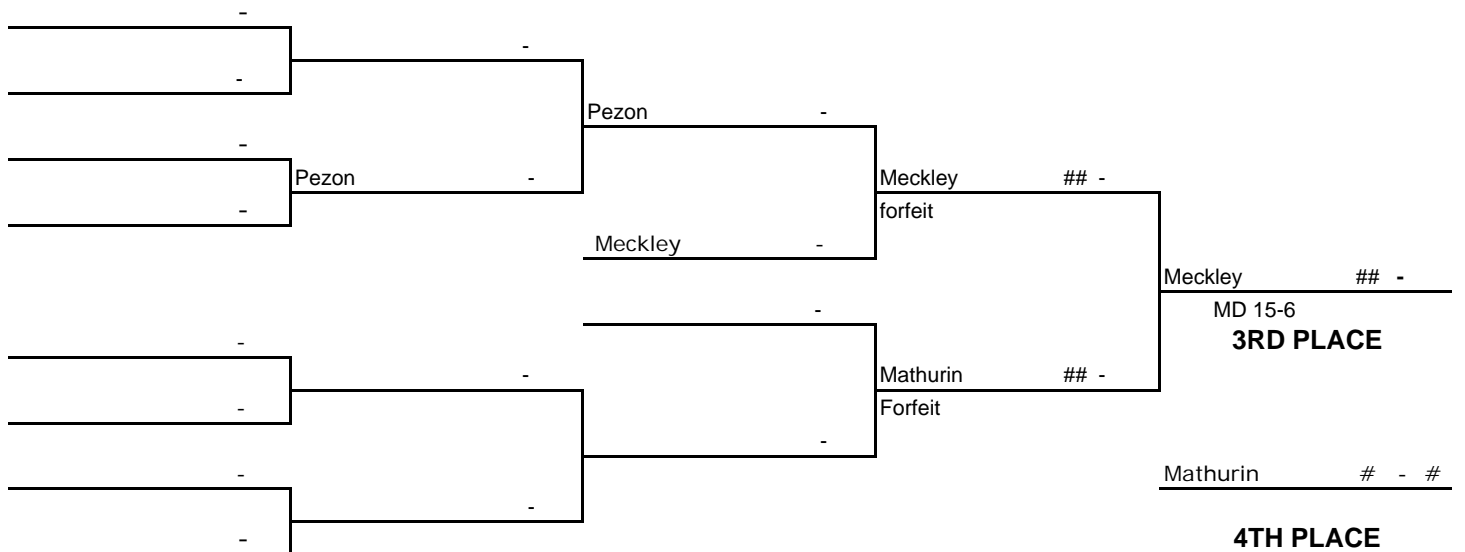 -
-
-
Pezon -
-
Pezon -
Meckley ## -
-
forfeit
Meckley -
Meckley ## -
-
MD 15-6
3RD PLACE
-
-
Mathurin ## -
Forfeit
-
-
-
Mathurin # - #
-
-
4TH PLACE